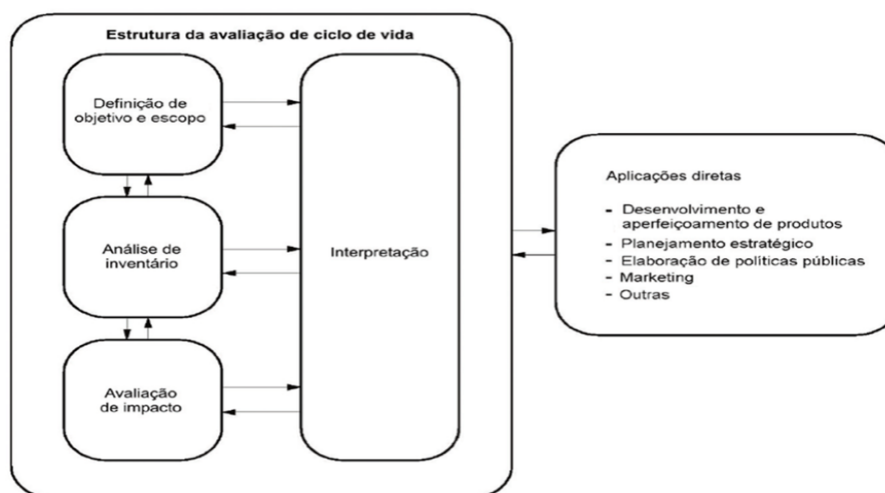 Estrutura da avaliação de ciclo de vida
Definição de
objetivo e escopo
Análise de
inventário
Avaliação
de impacto
Interpretação
Aplicações diretas
- Desenvolvimento e
aperfeiçoamento de produtos
- Planejamento estratégico
- Elaboração de políticas públicas
- Marketing
- Outras